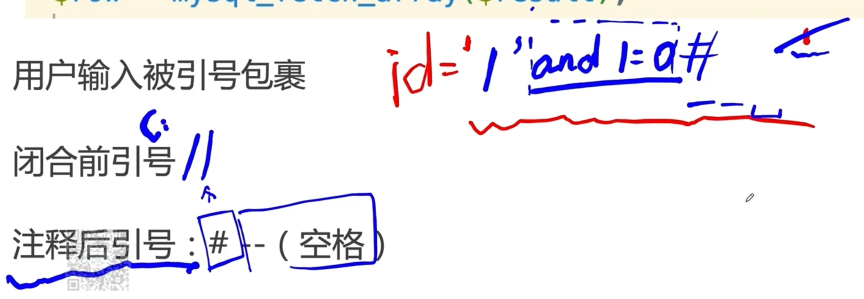 $row = mysql_fetch_array($result);
用户输入被引号包裹
id='1' and 1=a#
闭合前引号
注释后引号：# -- （空格）